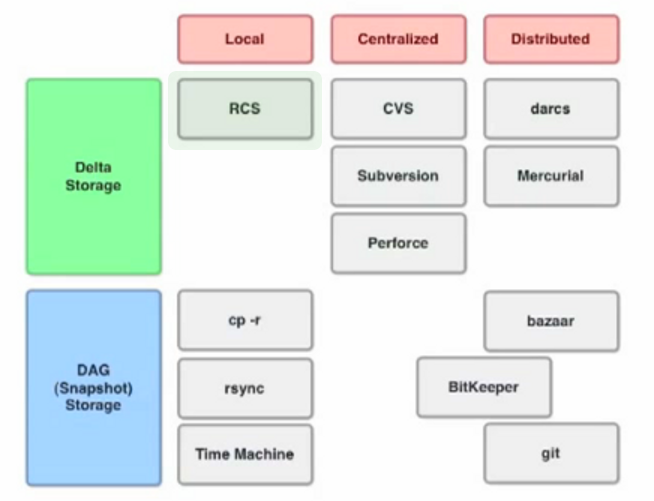 Local
Centralized
Distributed
Delta
Storage
RCS
CVS
darcs
Subversion
Mercurial
Perforce
DAG
(Snapshot)
Storage
cp -r
bazaar
rsync
BitKeeper
Time Machine
git